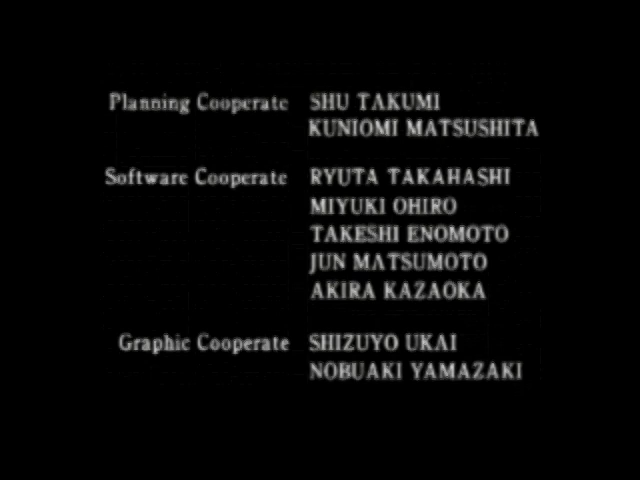 Planning Cooperate SHU TAKUMI
KUNIOMI MATSUSHITA
Software Cooperate RYUTA TAKAHASHI
MIYUKI OHIRO
TAKESHI ENOMOTO
JUN MATSUMOTO
AKIRA KAZAOKA
Graphic Cooperate SHIZUYO UKAI
NOBUAKI YAMAZAKI